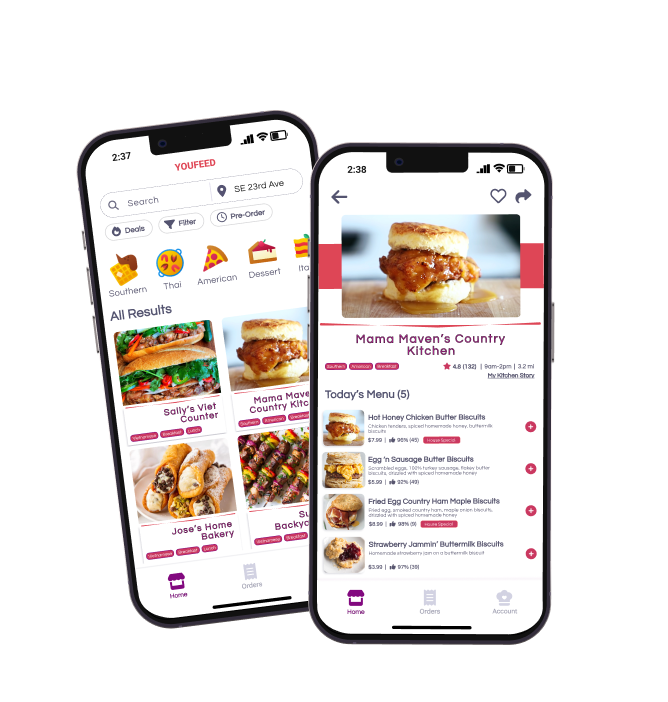 2:37
YOUFEED
Search
SE 23rd Ave
Deals
Filter
Pre-Order
Southern
Thai
American
Dessert
Ita
All Results
Sally's Viet
Counter
Vietnamese
Breakfast
Lunch
Mama Mave
Country Kitc
Southern
American
Breakfast
Jose's Home
Bakery
Vietnamese
Breakfast
Lunch
Su
Backyo
Vietnamese
Breakfast
Home
Orders
2:38
Mama Maven's Country
Kitchen
Southern American Breakfast
4.8 (132) | 9am-2pm | 3.2 mi
My Kitchen Story
Today's Menu (5)
Hot Honey Chicken Butter Biscuits
Chicken tenders, spiced homemade honey, buttermilk
biscuits
$7.99 | 96% (45) House Special
Egg 'n Sausage Butter Biscuits
Scrambled eggs, 100% turkey sausage, flakey butter
biscuits, drizzled with spiced homemade honey
$5.99 | 92% (49)
Fried Egg Country Ham Maple Biscuits
Fried egg, smoked country ham, maple onion biscuits,
drizzled with spiced homemade honey
$8.99 | 98% (9) House Special
Strawberry Jammin' Buttermilk Biscuits
Homemade strawberry jam on a buttermilk biscuit
$3.99 | 97% (39)
Home
Orders
Account